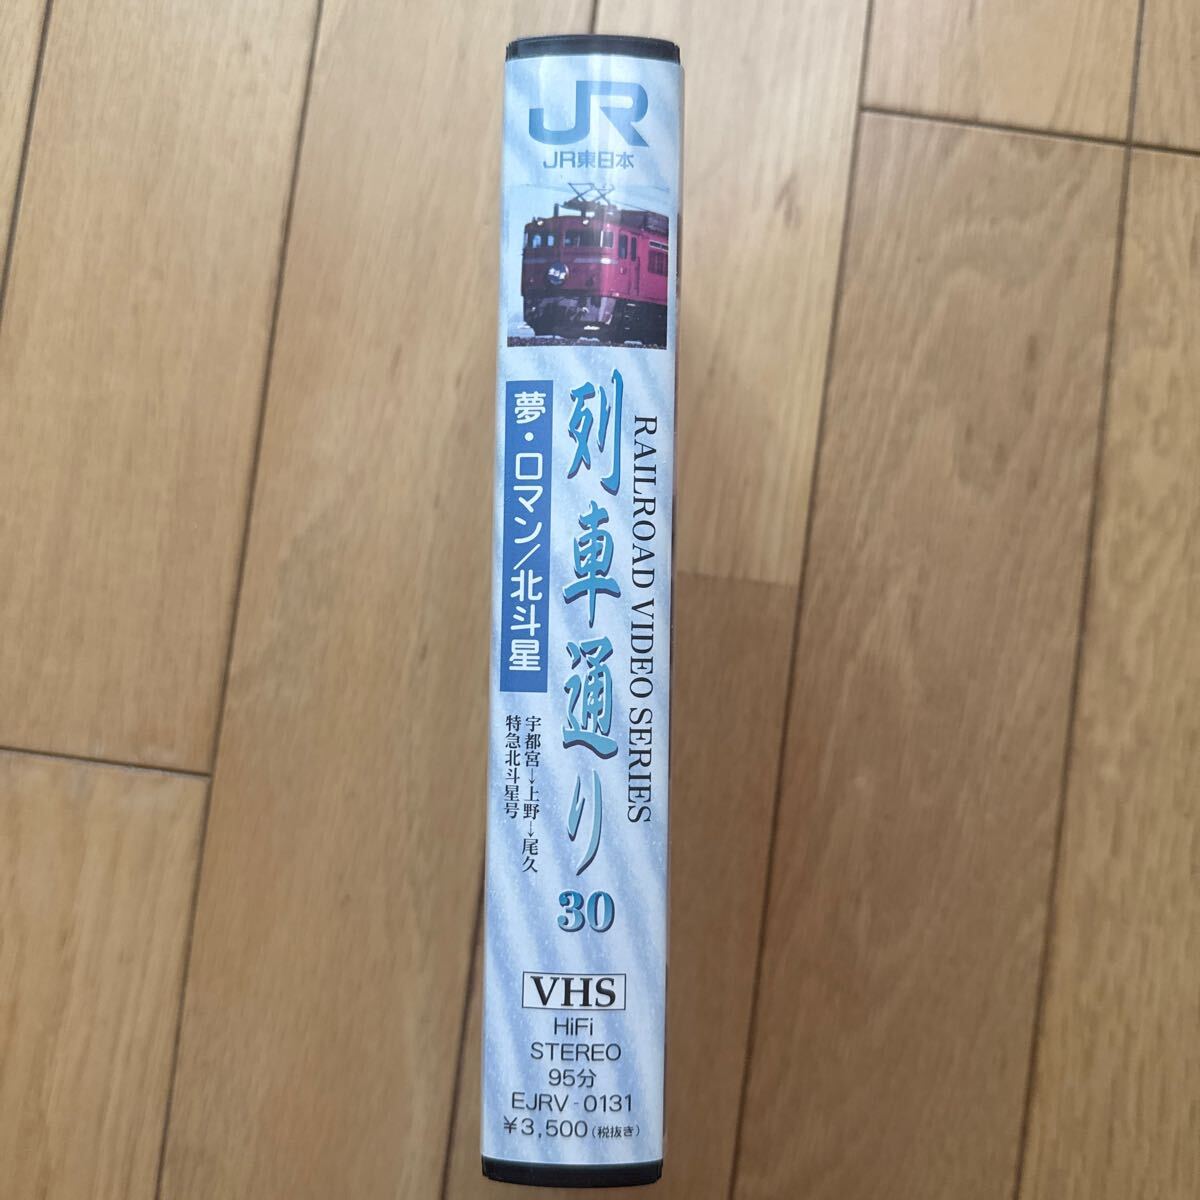 JR
JR東日本
RAILROAD VIDEO SERIES
列車通り 30
夢・ロマン/北斗星
宇都宮→上野→尾久
特急北斗星号
VHS
HiFi
STEREO
95分
EJRV-0131
¥3,500(税抜き)